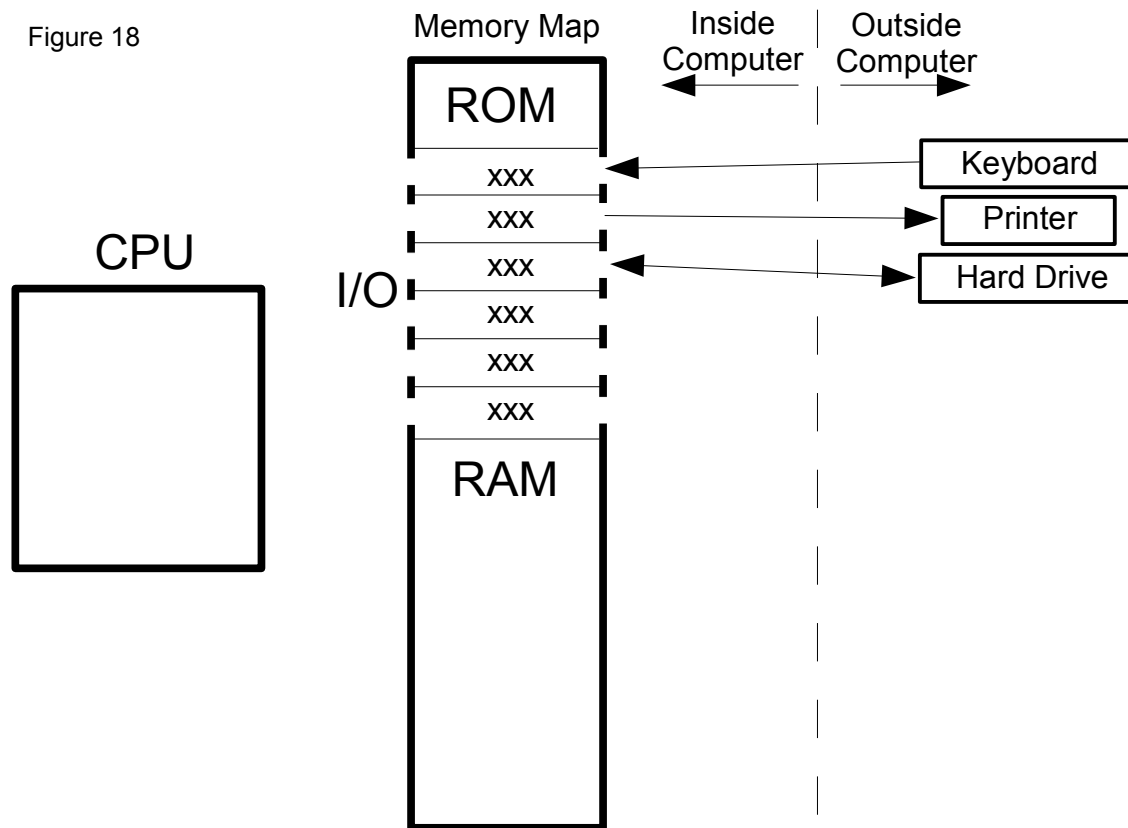 Figure 18
Memory Map
Inside
Computer
Outside
Computer
ROM
xxx
xxx
xxx
xxx
xxx
xxx
RAM
I/O
CPU
Keyboard
Printer
Hard Drive